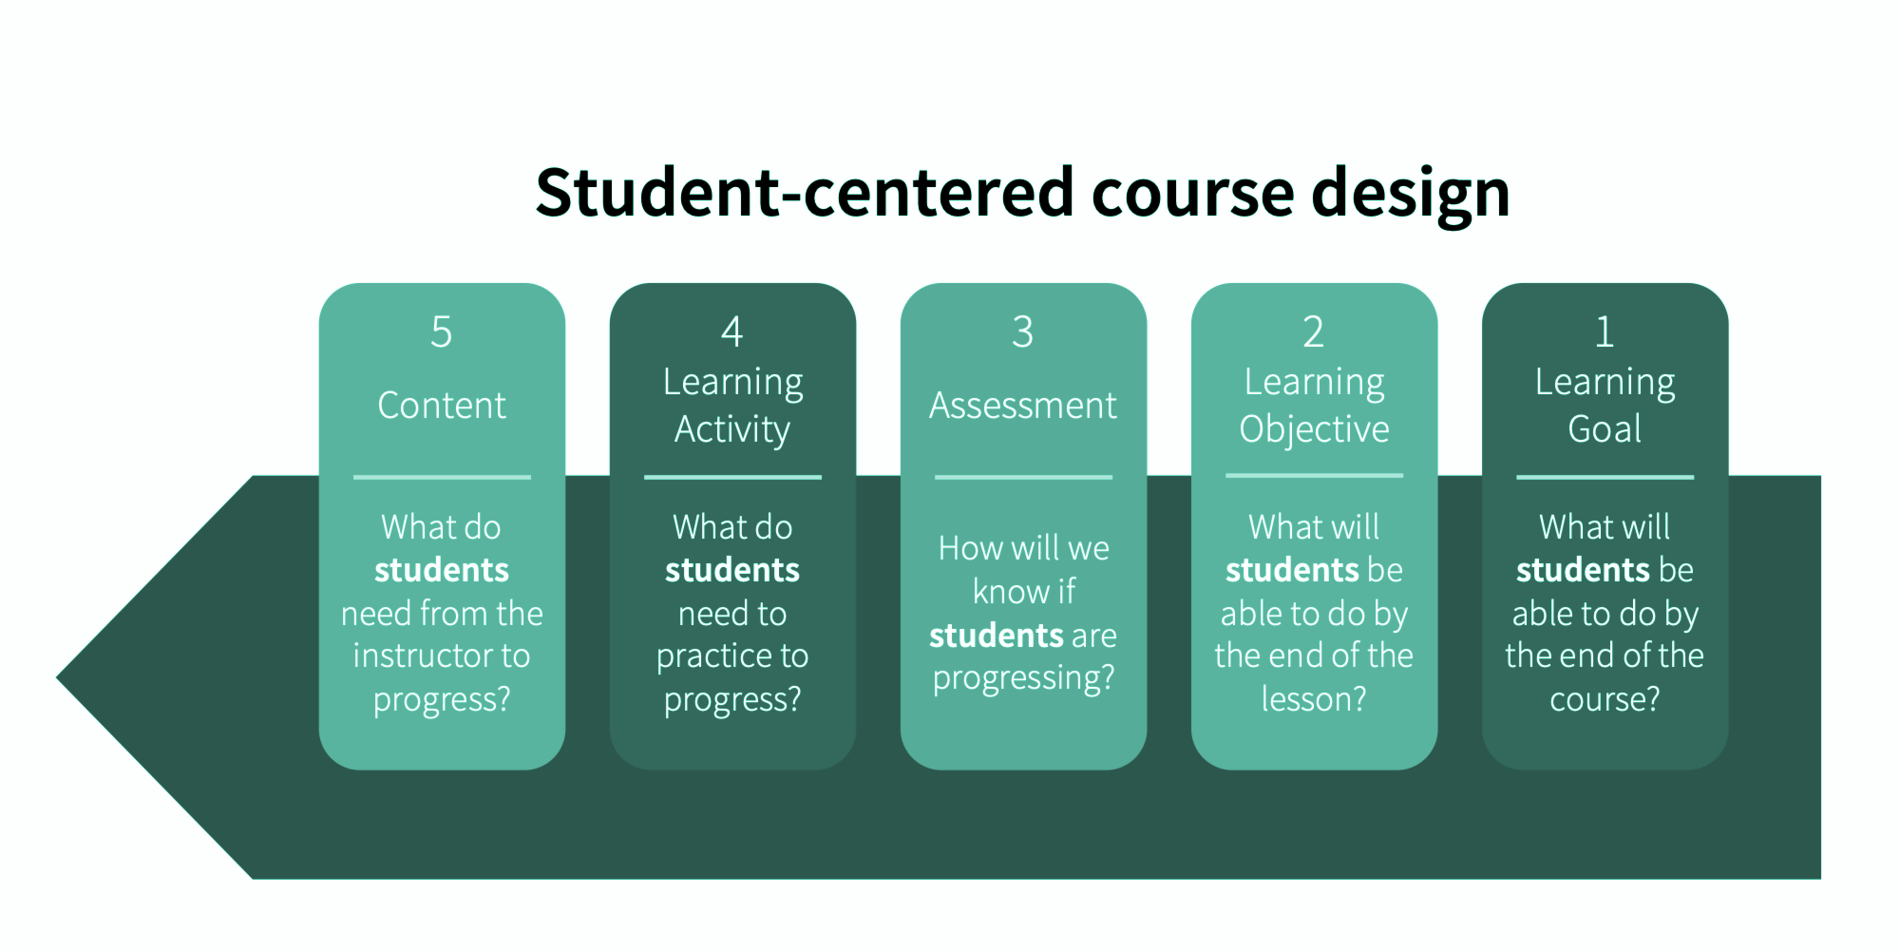 Student-centered course design
5
Content
What do
students
need from the
instructor to
progress?
4
Learning
Activity
What do
students
need to
practice to
progress?
3
Assessment
How will we
know if
students are
progressing?
2
Learning
Objective
What will
students be
able to do by
the end of the
lesson?
1
Learning
Goal
What will
students be
able to do by
the end of the
course?